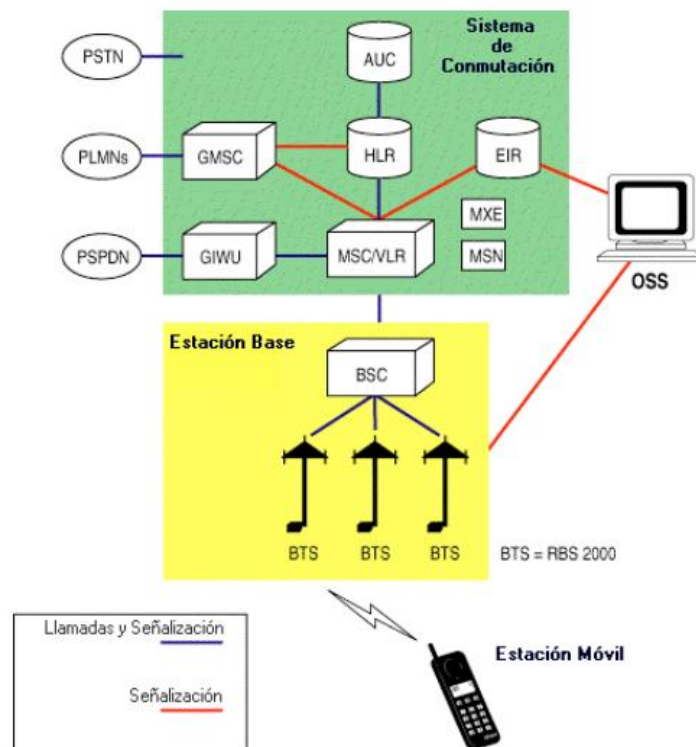 Sistema
de
Conmutación
PSTN
AUC
PLMNs
GMSC
HLR
EIR
MXE
PSPDN
GIWU
MSC/VLR
MSN
OSS
Estación Base
BSC
BTS
BTS
BTS
BTS = RBS 2000
Llamadas y Señalización
Señalización
Estación Móvil